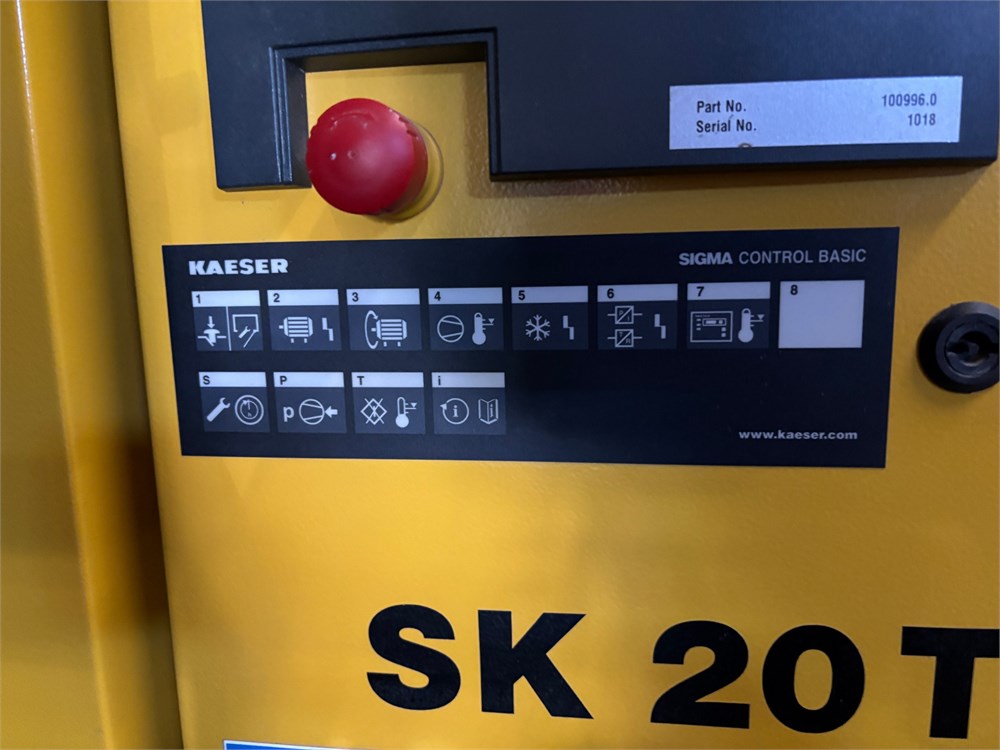 Part No. 100996.0
Serial No. 1018
KAESER SIGMA CONTROL BASIC
1 2 3 4 5 6 7 8
S P T i
p i i
www.kaeser.com
SK 20 T